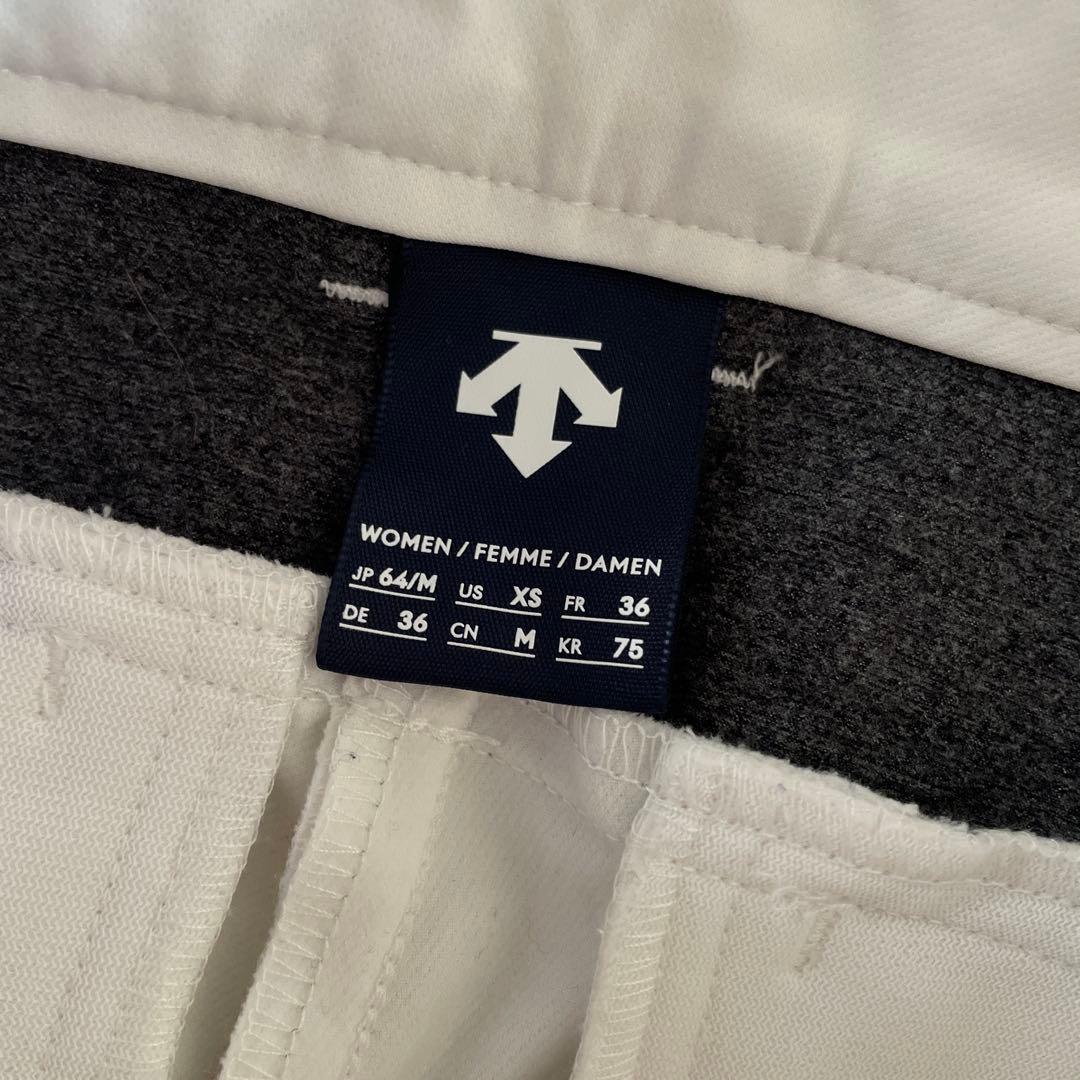 WOMEN / FEMME / DAMEN
JP 64/M US XS FR 36
DE 36 CN M KR 75